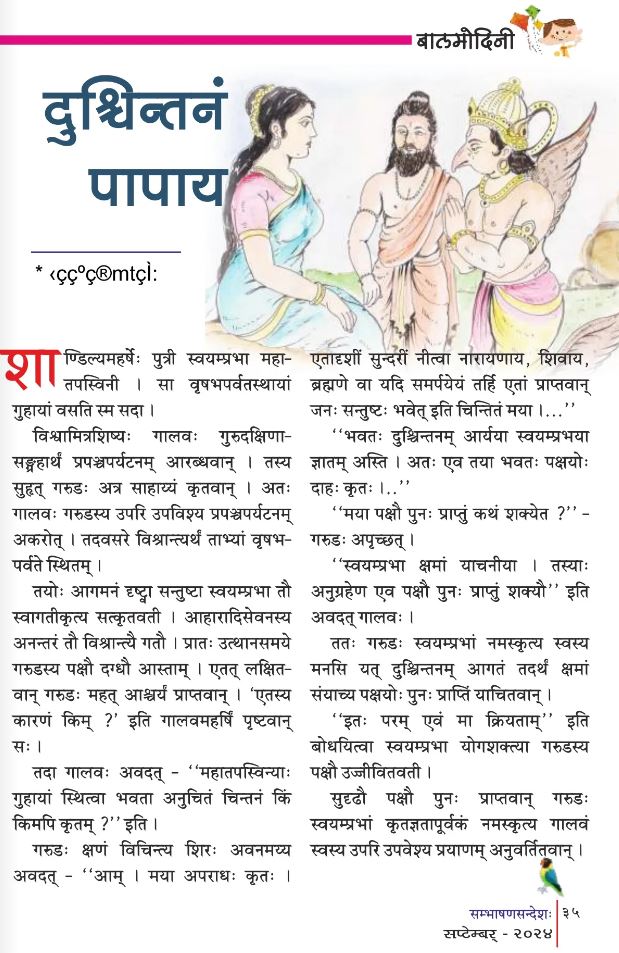 बालमोदिनी
दुश्चिन्तनं
पापाय
* ‹ççºç®mtçÌ:
शाण्डिल्यमहर्षेः पुत्री स्वयम्प्रभा महा-
तपस्विनी । सा वृषभपर्वतस्थायां
गुहायां वसति स्म सदा ।
विश्वामित्रशिष्यः गालवः गुरुदक्षिणा-
सङ्ग्रहार्थं प्रपञ्चपर्यटनम् आरब्धवान् । तस्य
सुहृत् गरुडः अत्र साहाय्यं कृतवान् । अतः
गालवः गरुडस्य उपरि उपविश्य प्रपञ्चपर्यटनम्
अकरोत् । तदवसरे विश्रान्त्यर्थं ताभ्यां वृषभ-
पर्वते स्थितम् ।
तयोः आगमनं दृष्ट्वा सन्तुष्टा स्वयम्प्रभा तौ
स्वागतीकृत्य सत्कृतवती । आहारादिसेवनस्य
अनन्तरं तौ विश्रान्त्यै गतौ । प्रातः उत्थानसमये
गरुडस्य पक्षौ दग्धौ आस्ताम् । एतत् लक्षित-
वान् गरुडः महत् आश्चर्यं प्राप्तवान् । 'एतस्य
कारणं किम् ?' इति गालवमहर्षिं पृष्टवान्
सः ।
तदा गालवः अवदत् - ‘‘महातपस्विन्याः
गुहायां स्थित्वा भवता अनुचितं चिन्तनं किं
किमपि कृतम् ?’’ इति ।
गरुडः क्षणं विचिन्त्य शिरः अवनमय्य
अवदत् - ‘‘आम् । मया अपराधः कृतः ।
एतादृशीं सुन्दरीं नीत्वा नारायणाय, शिवाय,
ब्रह्मणे वा यदि समर्पयेयं तर्हि एतां प्राप्तवान्
जनः सन्तुष्टः भवेत् इति चिन्तितं मया ।...’’
‘‘भवतः दुश्चिन्तनम् आर्यया स्वयम्प्रभया
ज्ञातम् अस्ति । अतः एव तया भवतः पक्षयोः
दाहः कृतः ।..’’
‘‘मया पक्षौ पुनः प्राप्तुं कथं शक्येत ?’’ -
गरुडः अपृच्छत् ।
‘‘स्वयम्प्रभा क्षमां याचनीया । तस्याः
अनुग्रहेण एव पक्षौ पुनः प्राप्तुं शक्यौ’’ इति
अवदत् गालवः ।
ततः गरुडः स्वयम्प्रभां नमस्कृत्य स्वस्य
मनसि यत् दुश्चिन्तनम् आगतं तदर्थं क्षमां
संयाच्य पक्षयोः पुनः प्राप्तिं याचितवान् ।
‘‘इतः परम् एवं मा क्रियताम्’’ इति
बोधयित्वा स्वयम्प्रभा योगशक्त्या गरुडस्य
पक्षौ उज्जीवितवती ।
सुदृढौ पक्षौ पुनः प्राप्तवान् गरुडः
स्वयम्प्रभां कृतज्ञतापूर्वकं नमस्कृत्य गालवं
स्वस्य उपरि उपवेश्य प्रयाणम् अनुवर्तितवान् ।
सम्भाषणसन्देशः ३५
सप्टेम्बर् - २०२४